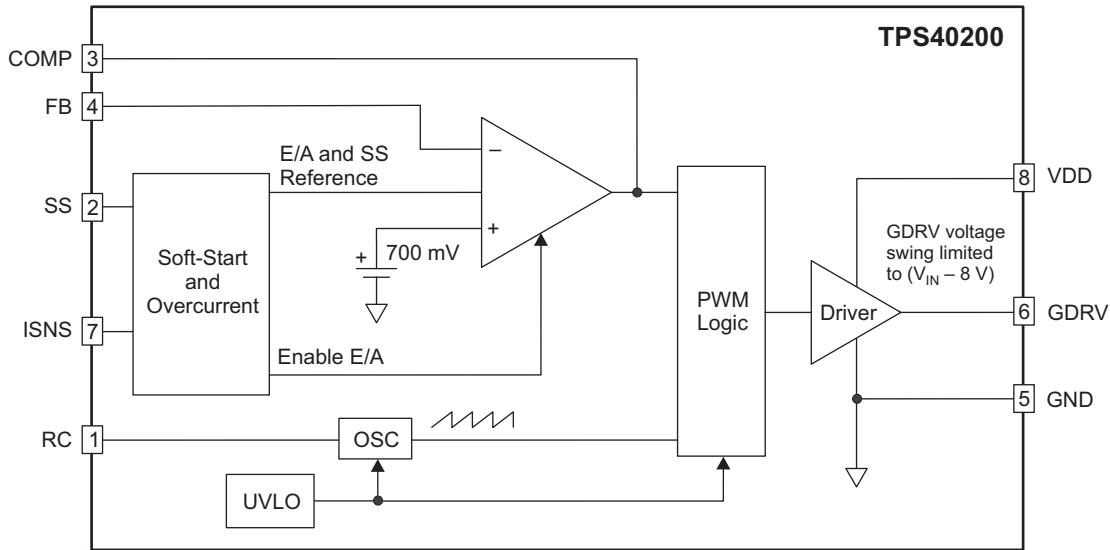 TPS40200
COMP
3
FB
4
SS
2
ISNS
7
RC
1
E/A and SS
Reference
–
+
+
700 mV
Soft-Start
and
Overcurrent
Enable E/A
OSC
UVLO
PWM
Logic
Driver
GDRV voltage
swing limited
to (VIN – 8 V)
8
VDD
6
GDRV
5
GND